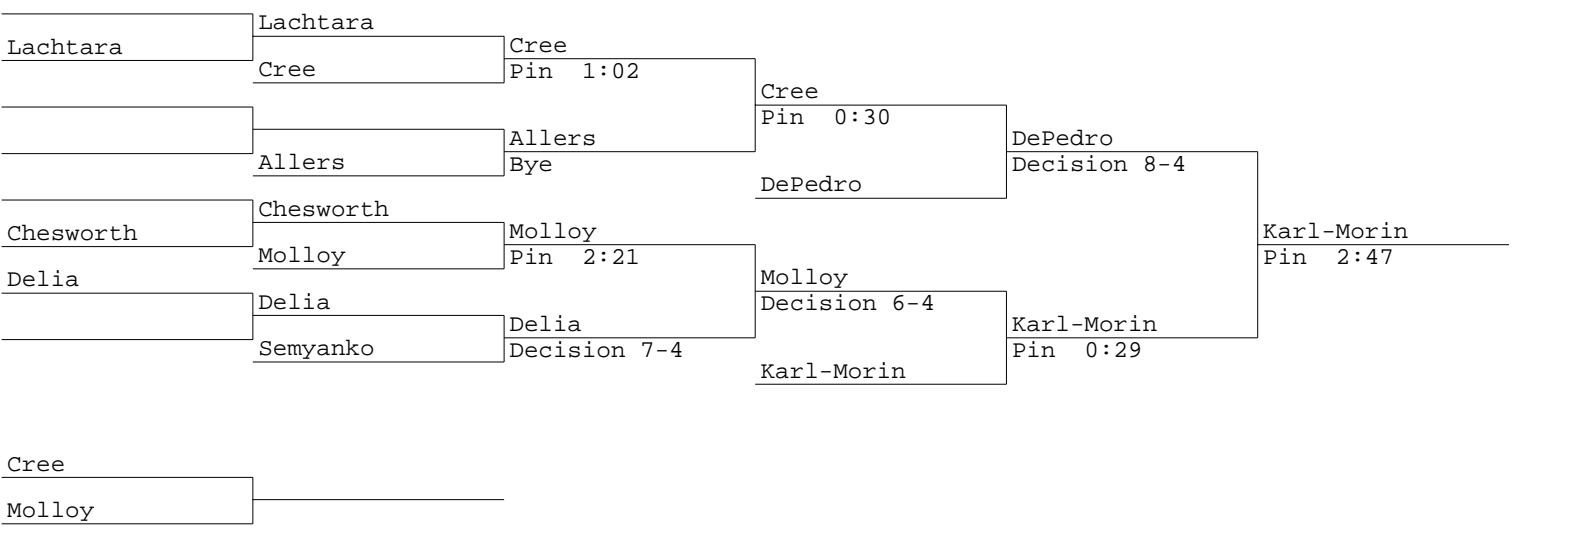 Lachtara
Lachtara
Cree
Cree
Pin 1:02
Cree
Pin 0:30
Allers
Allers
Bye
DePedro
DePedro
Decision 8-4
Chesworth
Chesworth
Molloy
Molloy
Pin 2:21
Karl-Morin
Pin 2:47
Delia
Delia
Molloy
Decision 6-4
Semyanko
Delia
Decision 7-4
Karl-Morin
Karl-Morin
Pin 0:29
Cree
Molloy